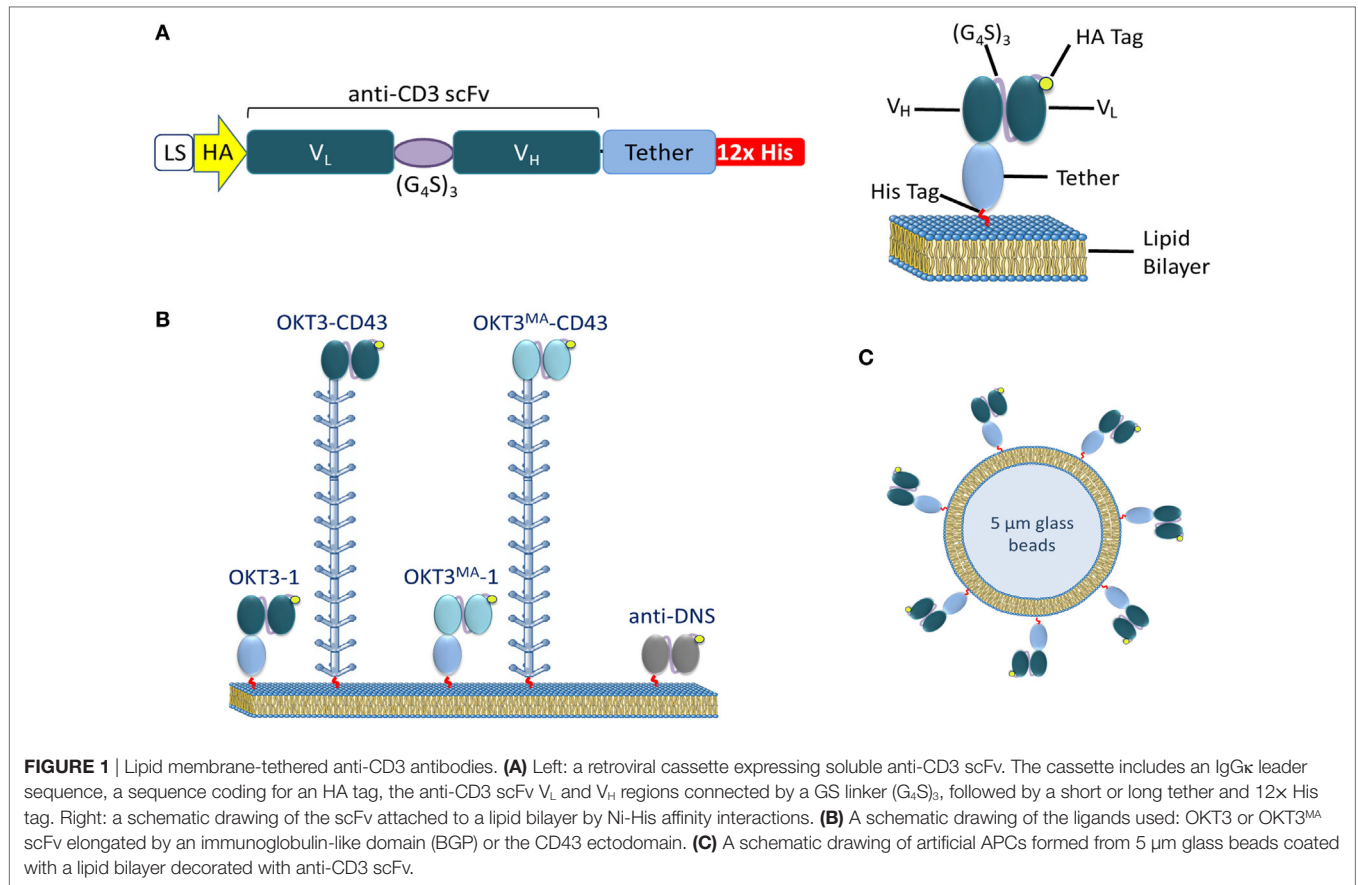 A
anti-CD3 scFv
LS
HA
V_L
V_H
Tether
12x His
(G₄S)₃
(G₄S)₃
HA Tag
V_H
V_L
Tether
His Tag
Lipid
Bilayer
B
OKT3-CD43
OKT3ᴹᴬ-CD43
OKT3-1
OKT3ᴹᴬ-1
anti-DNS
C
5 µm glass
beads
FIGURE 1 | Lipid membrane-tethered anti-CD3 antibodies. (A) Left: a retroviral cassette expressing soluble anti-CD3 scFv. The cassette includes an IgGκ leader
sequence, a sequence coding for an HA tag, the anti-CD3 scFv V_L and V_H regions connected by a GS linker (G₄S)₃, followed by a short or long tether and 12× His
tag. Right: a schematic drawing of the scFv attached to a lipid bilayer by Ni-His affinity interactions. (B) A schematic drawing of the ligands used: OKT3 or OKT3ᴹᴬ
scFv elongated by an immunoglobulin-like domain (BGP) or the CD43 ectodomain. (C) A schematic drawing of artificial APCs formed from 5 µm glass beads coated
with a lipid bilayer decorated with anti-CD3 scFv.